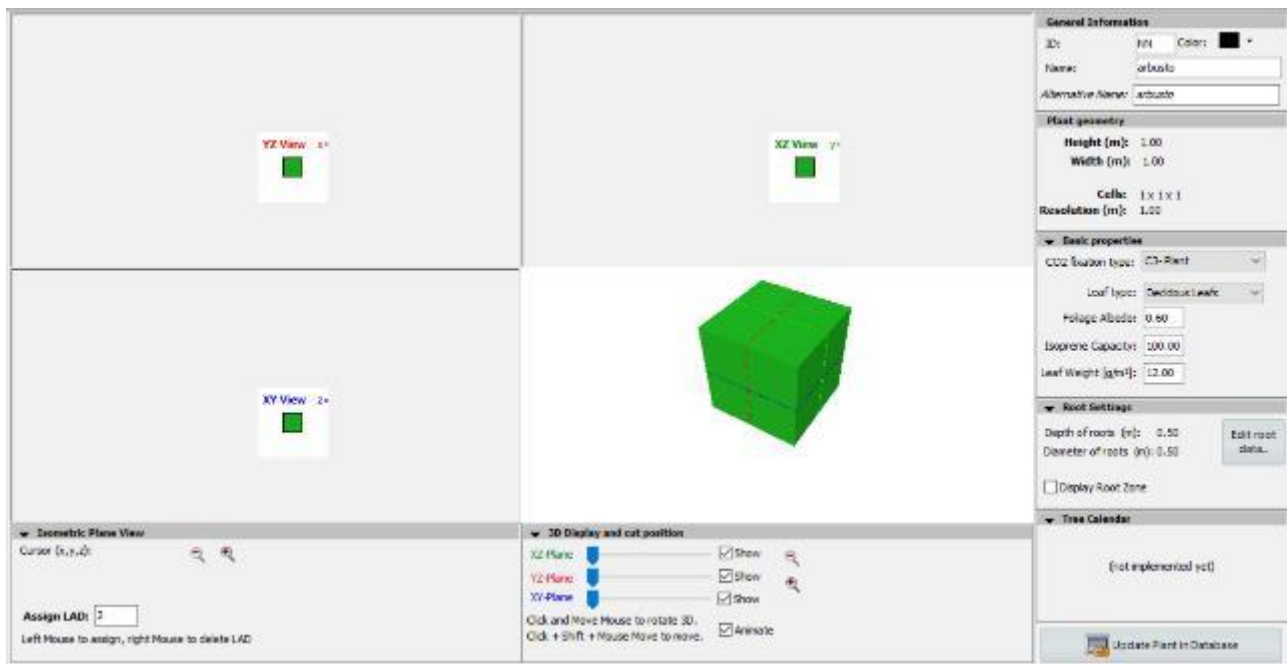 YZ View x=
XZ View y=
XY View z=
Isometric Plane View
Cursor (x,y,z):
Assign LAD: 2
Left Mouse to assign, right Mouse to delete LAD
3D Display and cut position
XZ-Plane Show
YZ-Plane Show
XY-Plane Show
Click and Move Mouse to rotate 3D.
Click + Shift + Mouse Move to move. Animate
General Information
ID: NN Color:
Name: arbusto
Alternative Name: arbusto
Plant geometry
Height (m): 1.00
Width (m): 1.00
Cells: 1 x 1 x 1
Resolution (m): 1.00
Basic properties
CO2 fixation type: C3-Plant
Leaf type: Decidous Leafs
Foliage Albedo: 0.60
Isoprene Capacity: 100.00
Leaf Weight [g/m²]: 12.00
Root Settings
Depth of roots (m): 0.50
Diameter of roots (m): 0.50
Edit root
data..
Display Root Zone
Tree Calendar
(not implemented yet)
Update Plant in Database